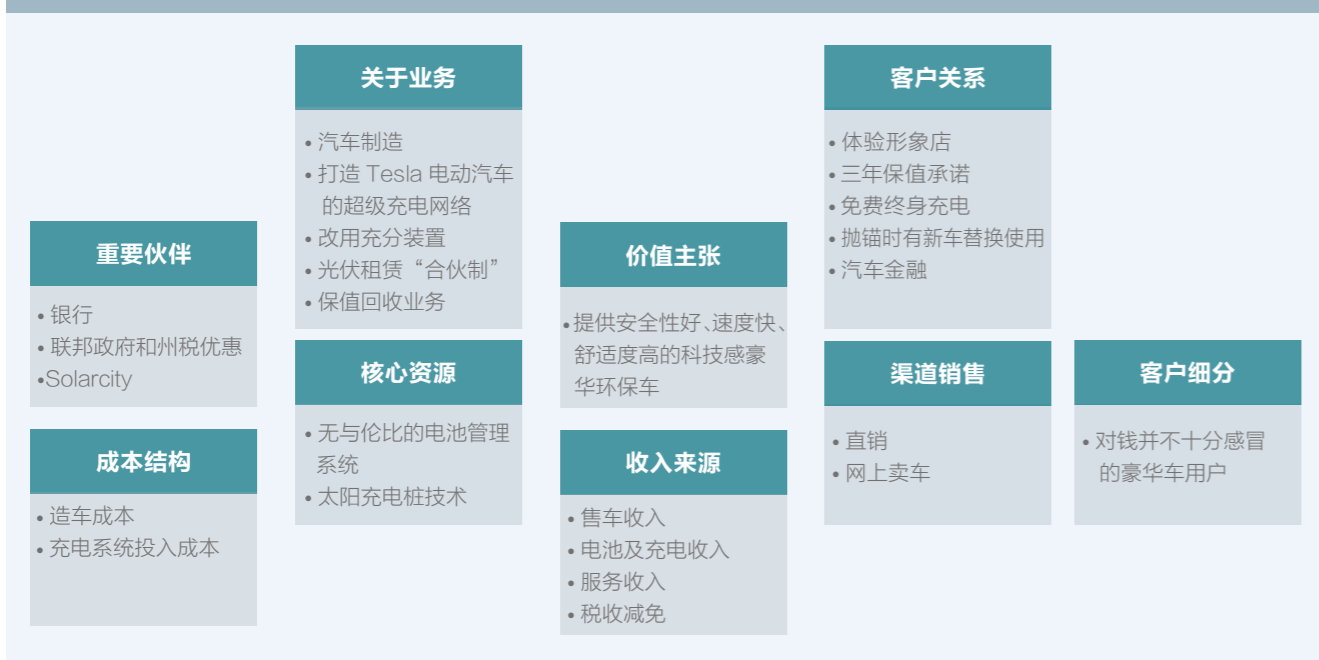 重要伙伴
• 银行
• 联邦政府和州税优惠
•Solarcity
成本结构
• 造车成本
• 充电系统投入成本
关于业务
• 汽车制造
• 打造 Tesla 电动汽车
的超级充电网络
• 改用充分装置
• 光伏租赁“合伙制”
• 保值回收业务
核心资源
• 无与伦比的电池管理
系统
• 太阳充电桩技术
价值主张
• 提供安全性好、速度快、
舒适度高的科技感豪
华环保车
收入来源
• 售车收入
• 电池及充电收入
• 服务收入
• 税收减免
客户关系
• 体验形象店
• 三年保值承诺
• 免费终身充电
• 抛锚时有新车替换使用
• 汽车金融
渠道销售
• 直销
• 网上卖车
客户细分
• 对钱并不十分感冒
的豪华车用户